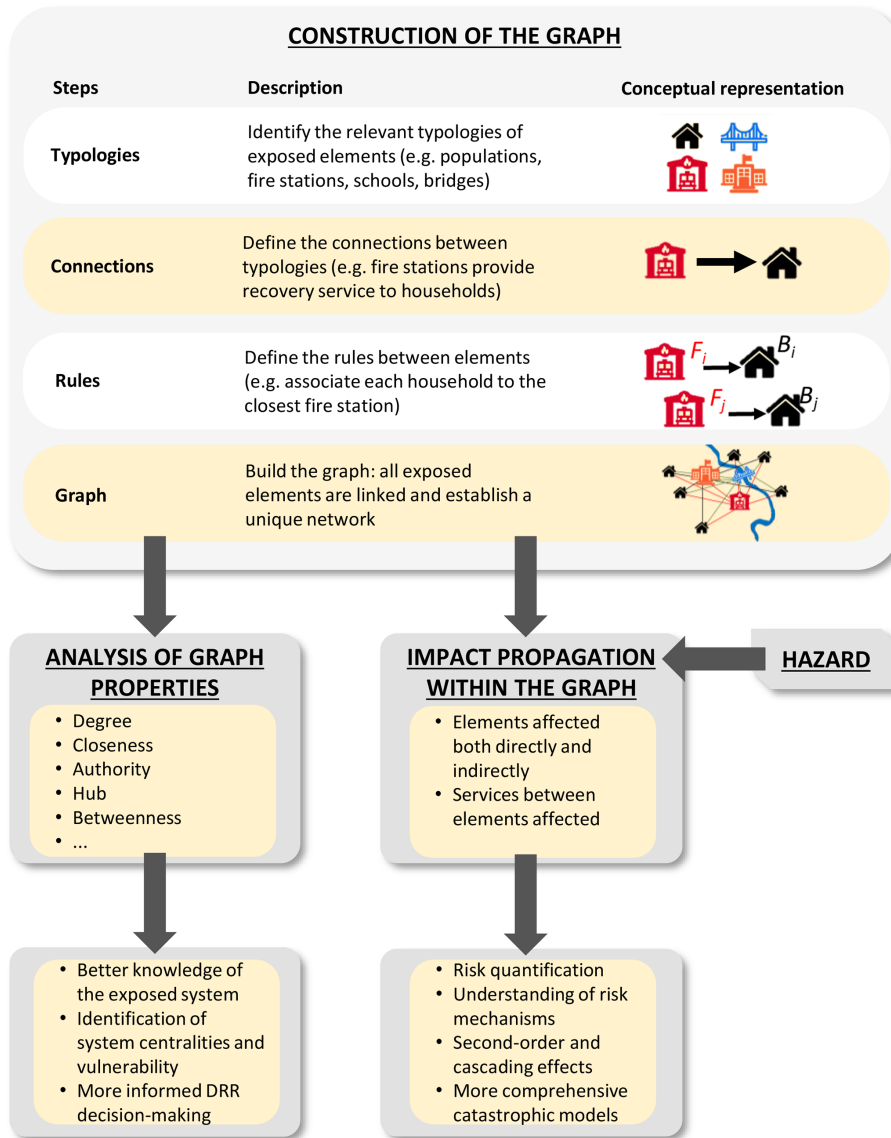 CONSTRUCTION OF THE GRAPH
Steps
Description
Conceptual representation
Typologies
Identify the relevant typologies of
exposed elements (e.g. populations,
fire stations, schools, bridges)
Connections
Define the connections between
typologies (e.g. fire stations provide
recovery service to households)
Rules
Define the rules between elements
(e.g. associate each household to the
closest fire station)
F_i
B_i
F_j
B_j
Graph
Build the graph: all exposed
elements are linked and establish a
unique network
ANALYSIS OF GRAPH
PROPERTIES
• Degree
• Closeness
• Authority
• Hub
• Betweenness
• ...
IMPACT PROPAGATION
WITHIN THE GRAPH
• Elements affected
both directly and
indirectly
• Services between
elements affected
HAZARD
• Better knowledge of
the exposed system
• Identification of
system centralities and
vulnerability
• More informed DRR
decision-making
• Risk quantification
• Understanding of risk
mechanisms
• Second-order and
cascading effects
• More comprehensive
catastrophic models